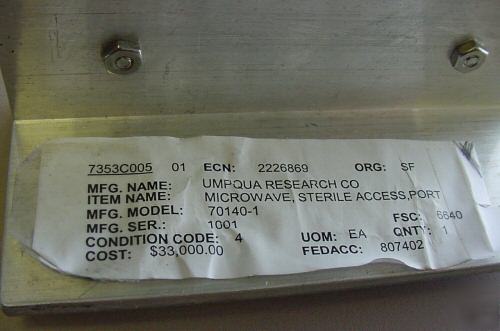 7353C005 01 ECN: 2226869 ORG: SF
MFG. NAME: UMPQUA RESEARCH CO
ITEM NAME: MICROWAVE, STERILE ACCESS,PORT
MFG. MODEL: 70140-1 FSC: 6640
MFG. SER.: 1001
CONDITION CODE: 4 UOM: EA QNTY: 1
COST: $33,000.00 FEDACC: 807402